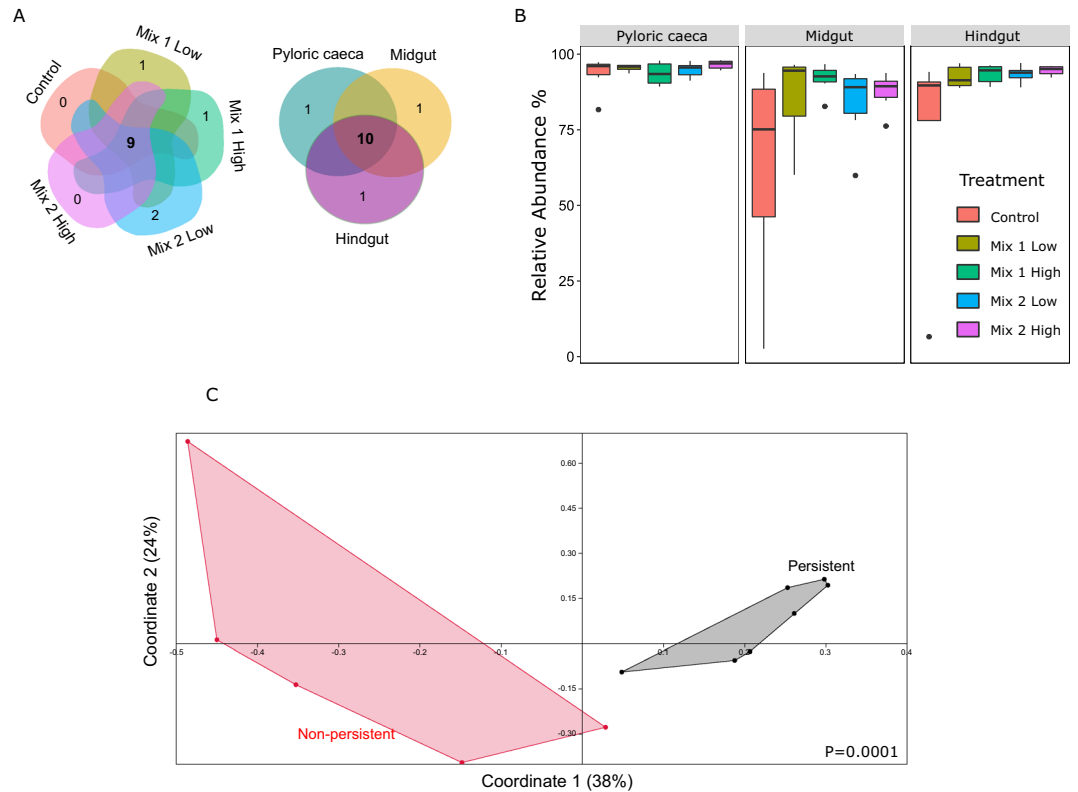 A
Control
Mix 1 Low
Mix 1 High
Mix 2 Low
Mix 2 High
0
1
1
2
0
9
Pyloric caeca
Midgut
Hindgut
1
1
10
1
B
Pyloric caeca
Midgut
Hindgut
Relative Abundance %
100
75
50
25
0
Treatment
Control
Mix 1 Low
Mix 1 High
Mix 2 Low
Mix 2 High
C
Coordinate 2 (24%)
0.60
0.45
0.30
0.15
-0.15
-0.30
-0.5
-0.4
-0.3
-0.2
-0.1
0.1
0.2
0.3
0.4
Persistent
Non-persistent
P=0.0001
Coordinate 1 (38%)